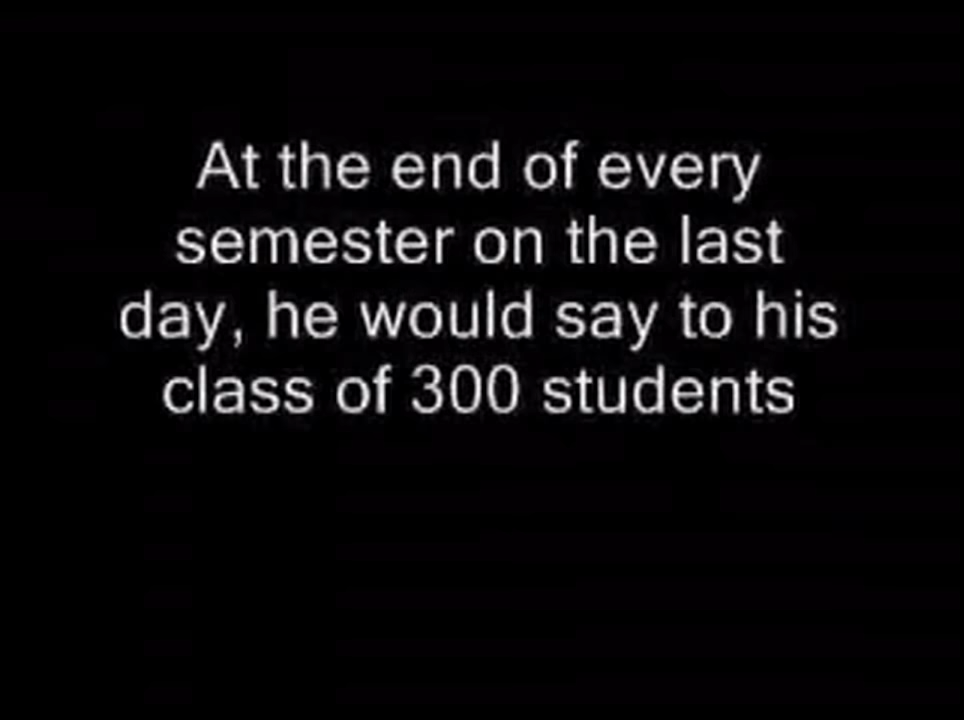 At the end of every
semester on the last
day, he would say to his
class of 300 students